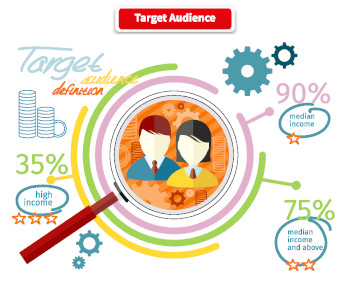 Target Audience
Target
audience
definition
90%
median
income
35%
high
income
75%
median
income
and above